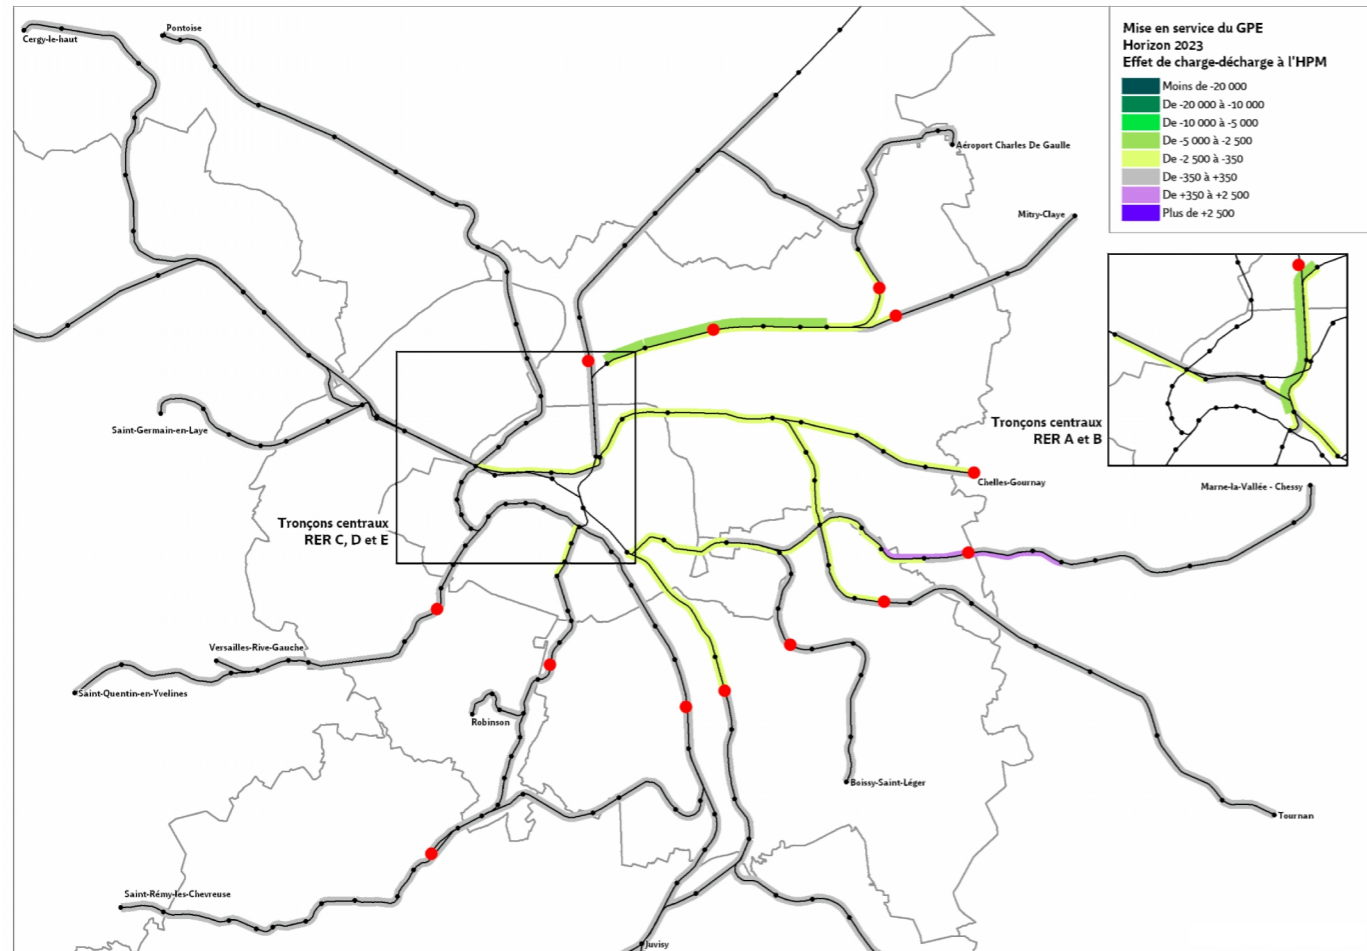 Cergy-le-haut
Pontoise
Mise en service du GPE
Horizon 2023
Effet de charge-décharge à l'HPM
Moins de -20 000
De -20 000 à -10 000
De -10 000 à -5 000
De -5 000 à -2 500
De -2 500 à -350
De -350 à +350
De +350 à +2 500
Plus de +2 500
Aéroport Charles De Gaulle
Mitry-Claye
Saint-Germain-en-Laye
Tronçons centraux
RER A et B
Chelles-Gournay
Marne-la-Vallée - Chessy
Tronçons centraux
RER C, D et E
Versailles-Rive-Gauche
Saint-Quentin-en-Yvelines
Robinson
Boissy-Saint-Léger
Tournan
Saint-Rémy-les-Chevreuse
Juvisy